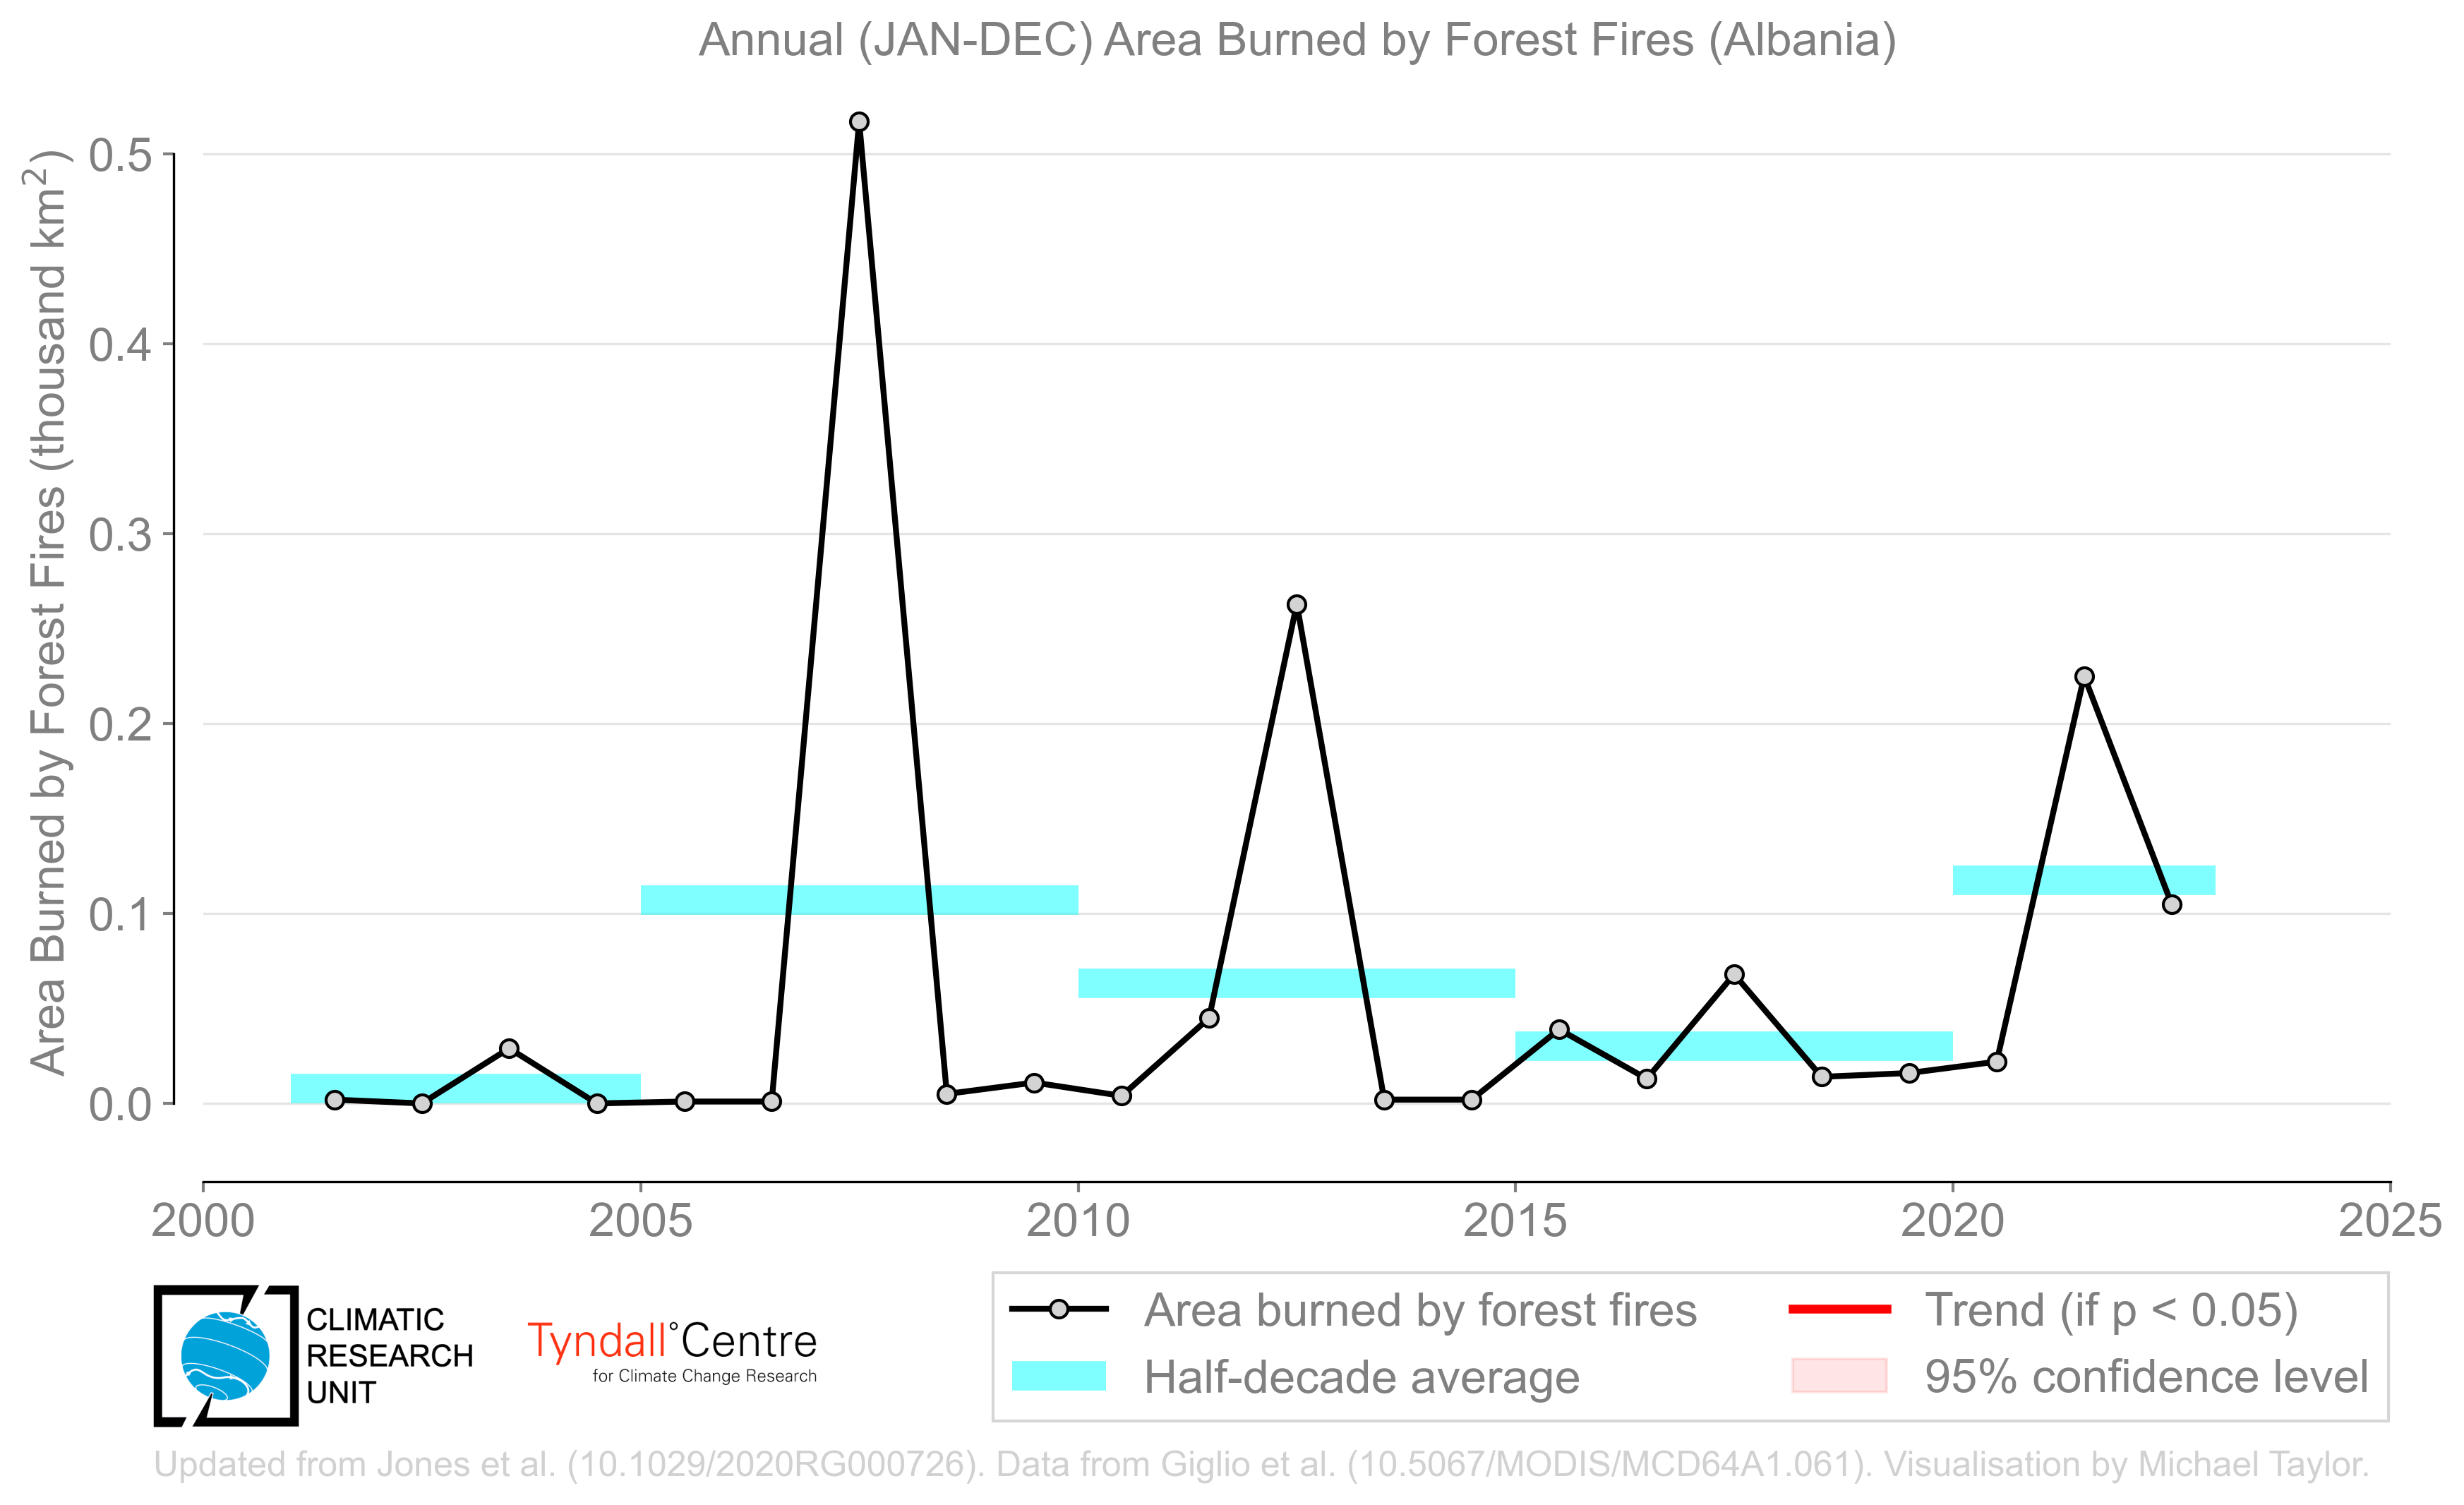 Annual (JAN-DEC) Area Burned by Forest Fires (Albania)
Area Burned by Forest Fires (thousand km²)
0.5
0.4
0.3
0.2
0.1
0.0
2000 2005 2010 2015 2020 2025
CLIMATIC
RESEARCH
UNIT
Tyndall°Centre
for Climate Change Research
Area burned by forest fires
Half-decade average
Trend (if p < 0.05)
95% confidence level
Updated from Jones et al. (10.1029/2020RG000726). Data from Giglio et al. (10.5067/MODIS/MCD64A1.061). Visualisation by Michael Taylor.